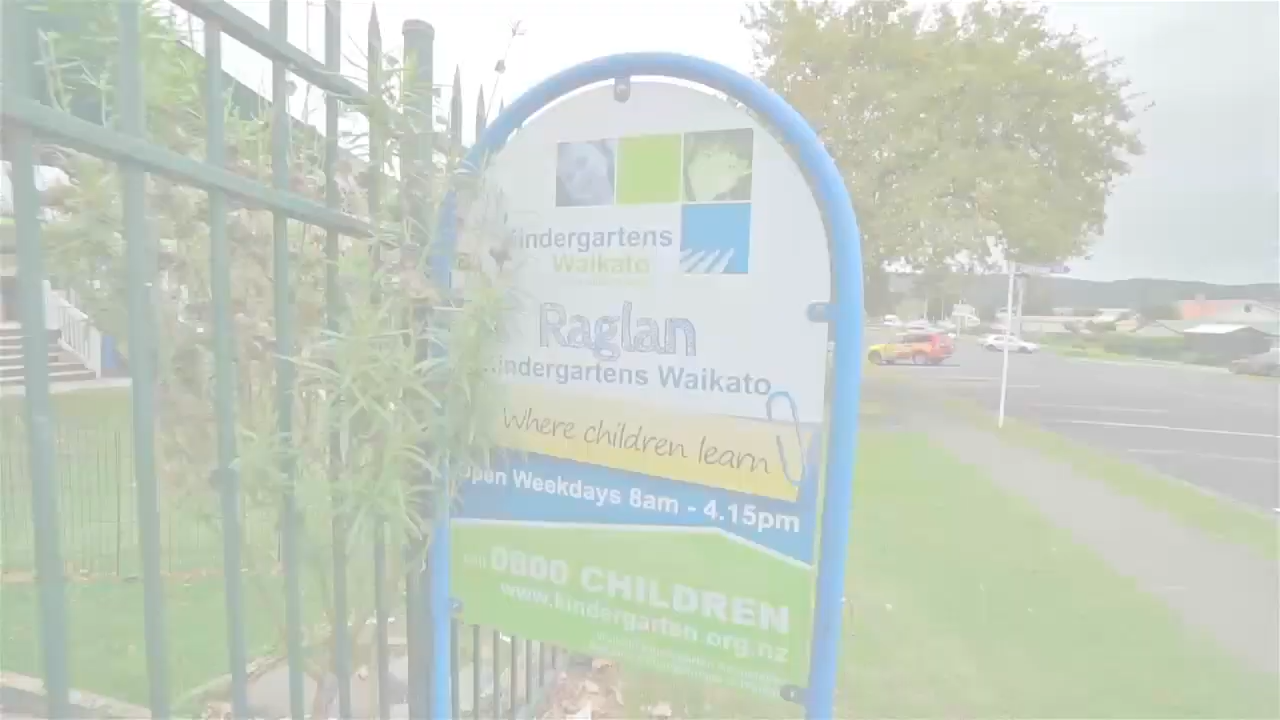 Kindergartens
Waikato
Raglan
Kindergartens Waikato
Where children learn
Open Weekdays 8am - 4.15pm
0800 CHILDREN
www.kindergarten.org.nz